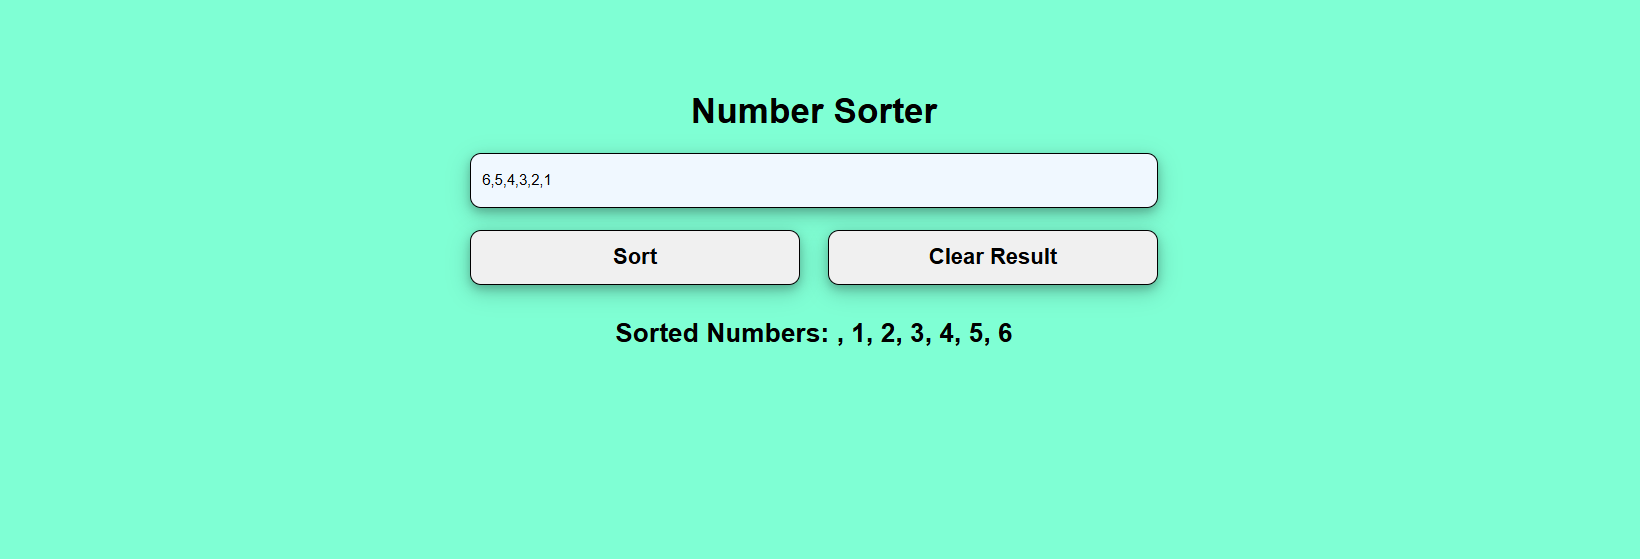 Number Sorter
6,5,4,3,2,1
Sort Clear Result
Sorted Numbers: , 1, 2, 3, 4, 5, 6